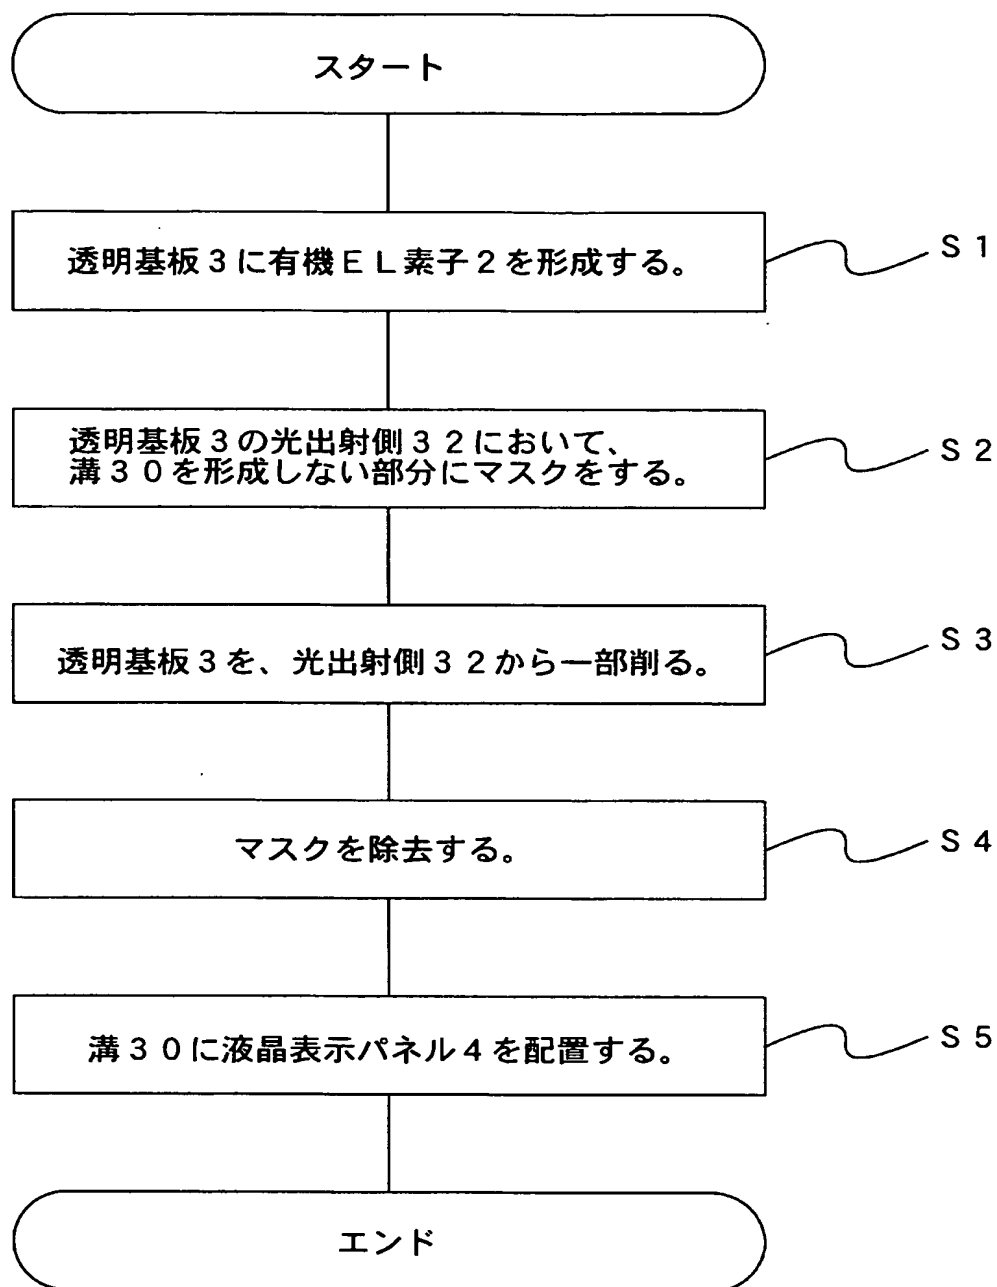 スタート
透明基板3に有機EL素子2を形成する。
S1
透明基板3の光出射側32において、
溝30を形成しない部分にマスクをする。
S2
透明基板3を、光出射側32から一部削る。
S3
マスクを除去する。
S4
溝30に液晶表示パネル4を配置する。
S5
エンド